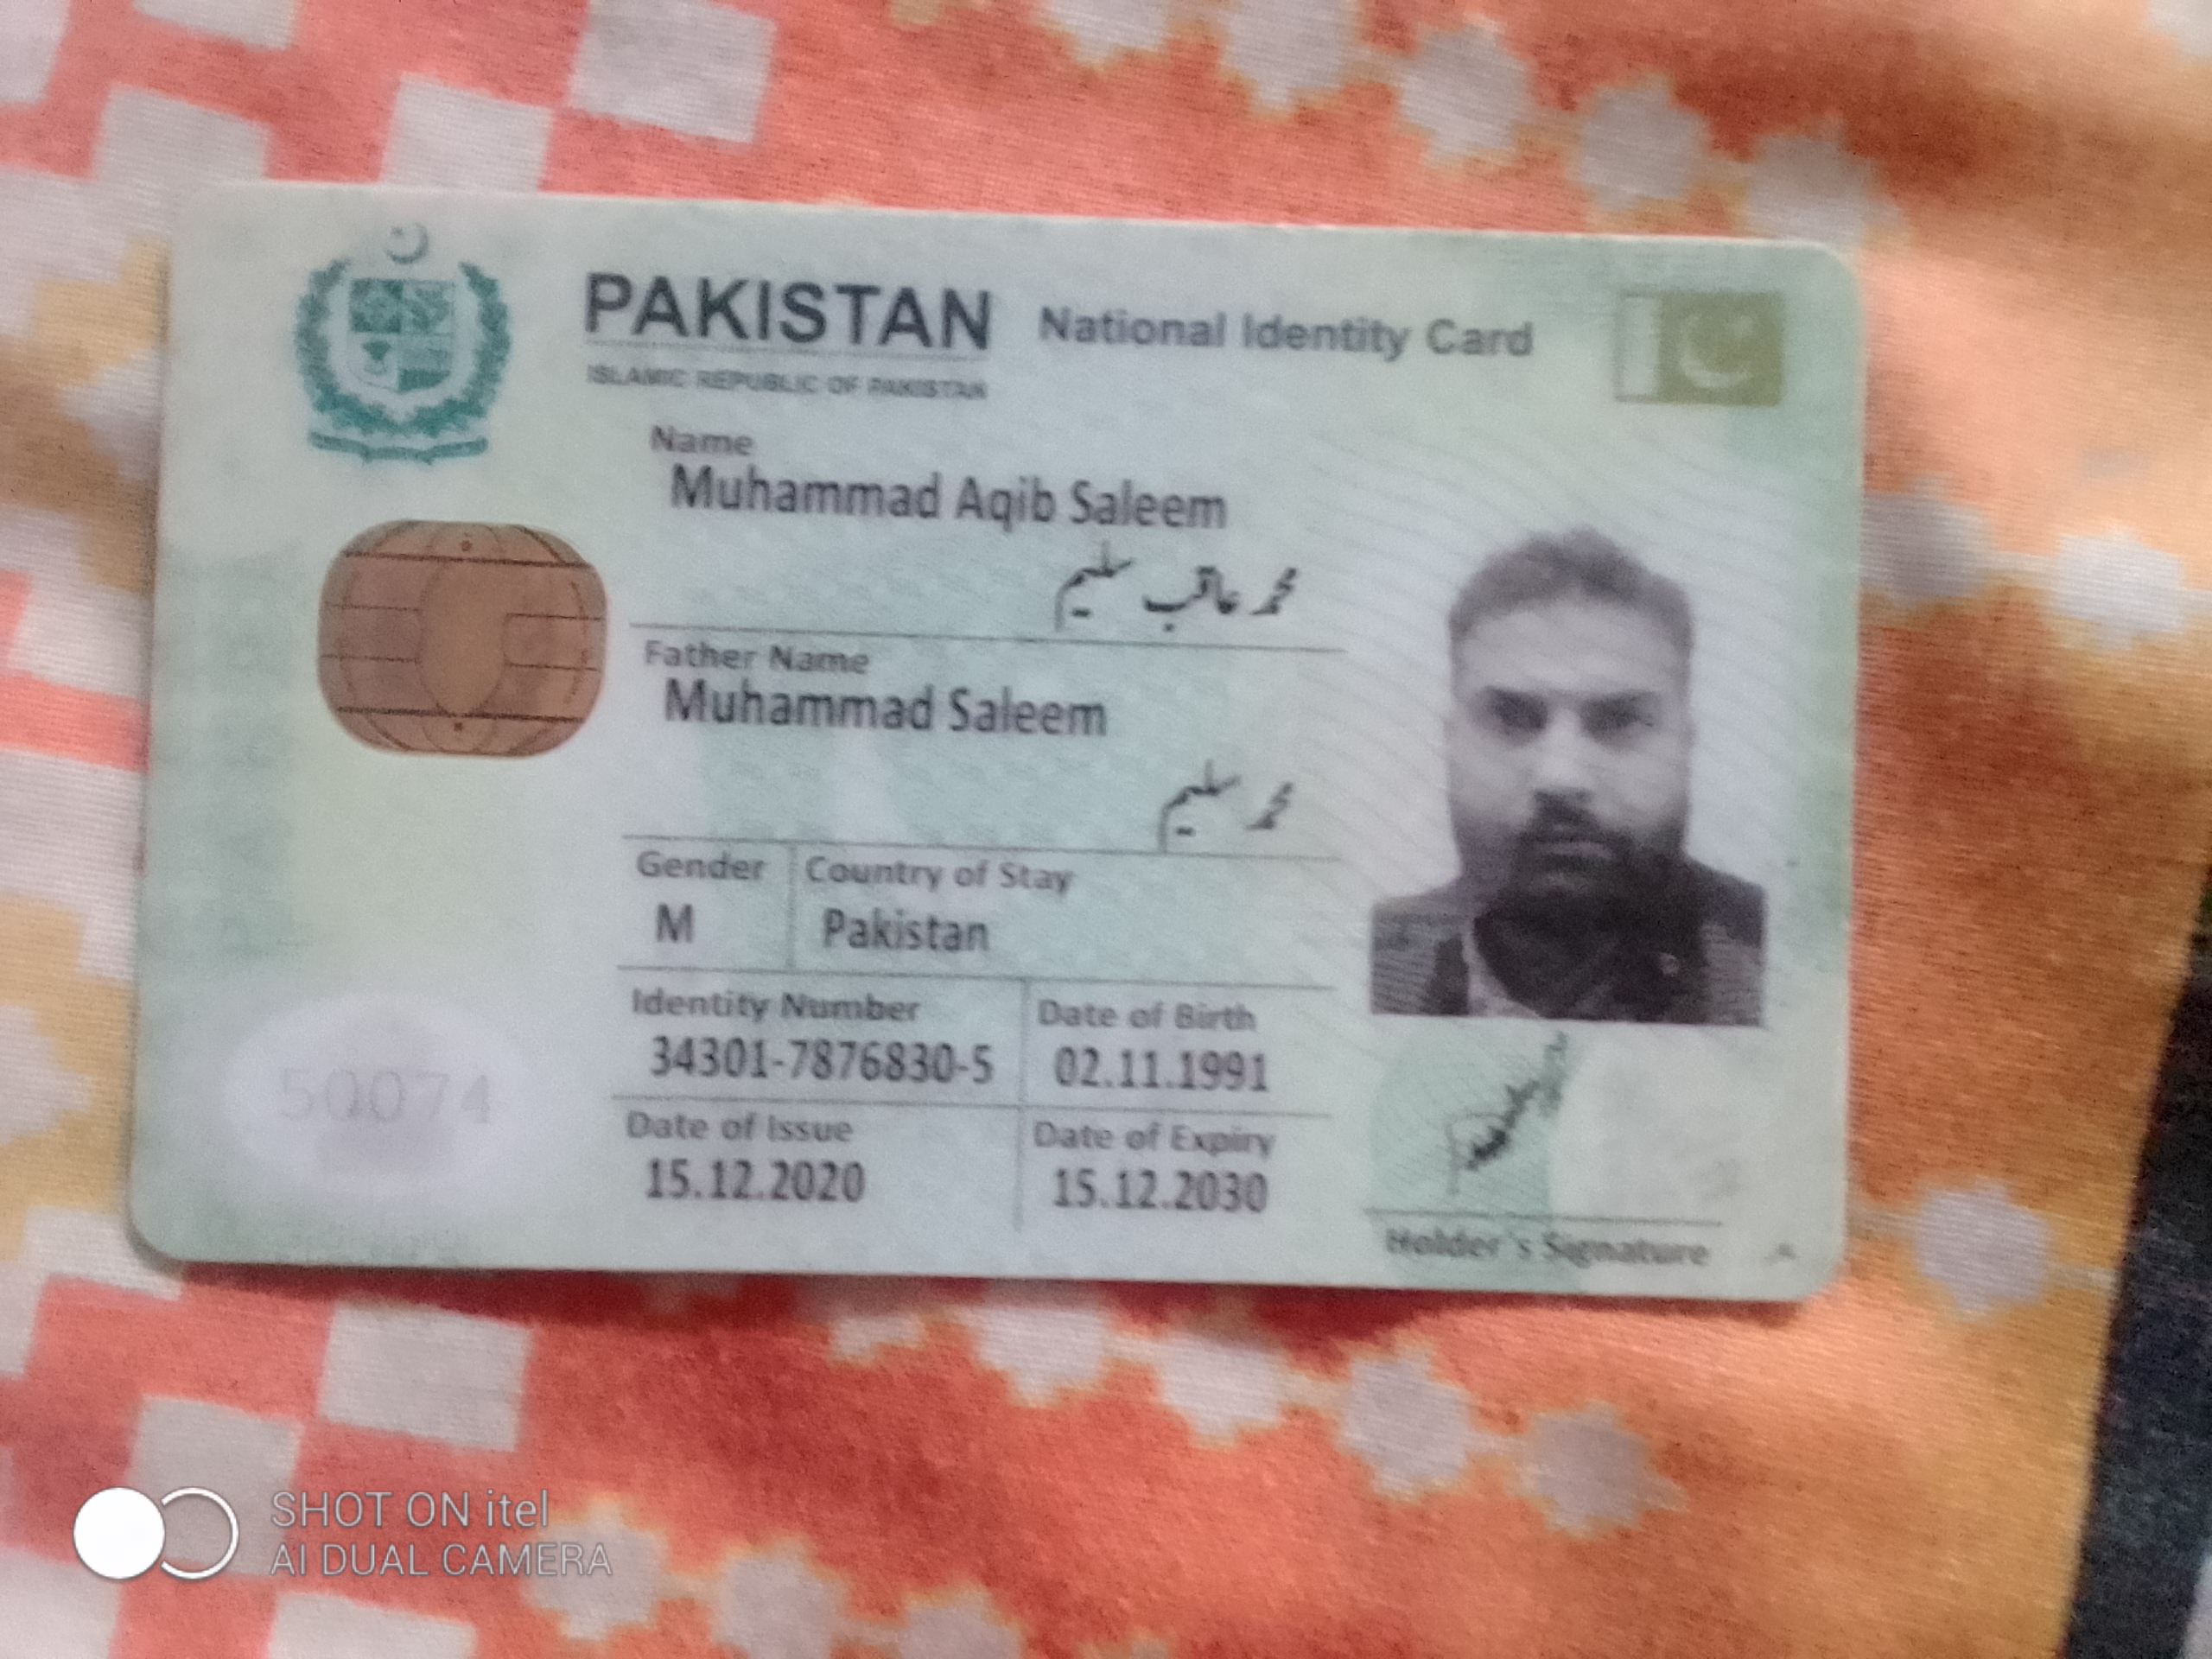 PAKISTAN National Identity Card
ISLAMIC REPUBLIC OF PAKISTAN
Name
Muhammad Aqib Saleem
محمد عاقب سلیم
Father Name
Muhammad Saleem
محمد سلیم
Gender Country of Stay
M Pakistan
Identity Number Date of Birth
34301-7876830-5 02.11.1991
50074
Date of Issue Date of Expiry
15.12.2020 15.12.2030
Holder's Signature
SHOT ON itel
AI DUAL CAMERA